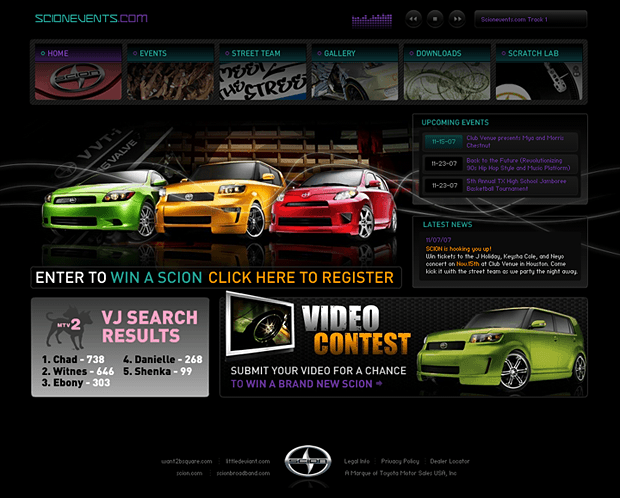 SCIONEVENTS.COM
Scionevents.com Track 1
HOME
EVENTS
STREET TEAM
GALLERY
DOWNLOADS
SCRATCH LAB
MEET
THE STREET
VVT-i
VALVE
UPCOMING EVENTS
11-15-07
Club Venue presents Mya and Morris
Chestnut
11-23-07
Back to the Future (Revolutionizing
90s Hip Hop Style and Music Platform)
11-23-07
5th Annual TX High School Jamboree
Basketball Tournament
LATEST NEWS
11/07/07
SCION is hooking you up!
Win tickets to the J Holiday, Keysha Cole, and Neyo
concert on Nov.15th at Club Venue in Houston. Come
kick it with the street team as we party the night away.
ENTER TO WIN A SCION CLICK HERE TO REGISTER
MTV 2
VJ SEARCH
RESULTS
1. Chad - 738
2. Witnes - 646
3. Ebony - 303
4. Danielle - 268
5. Shenka - 99
VIDEO
CONTEST
SUBMIT YOUR VIDEO FOR A CHANCE
TO WIN A BRAND NEW SCION
want2bsquare.com | littledeviant.com
scion.com | scionbroadband.com
SCION
Legal Info | Privacy Policy | Dealer Locator
A Marque of Toyota Motor Sales USA, Inc